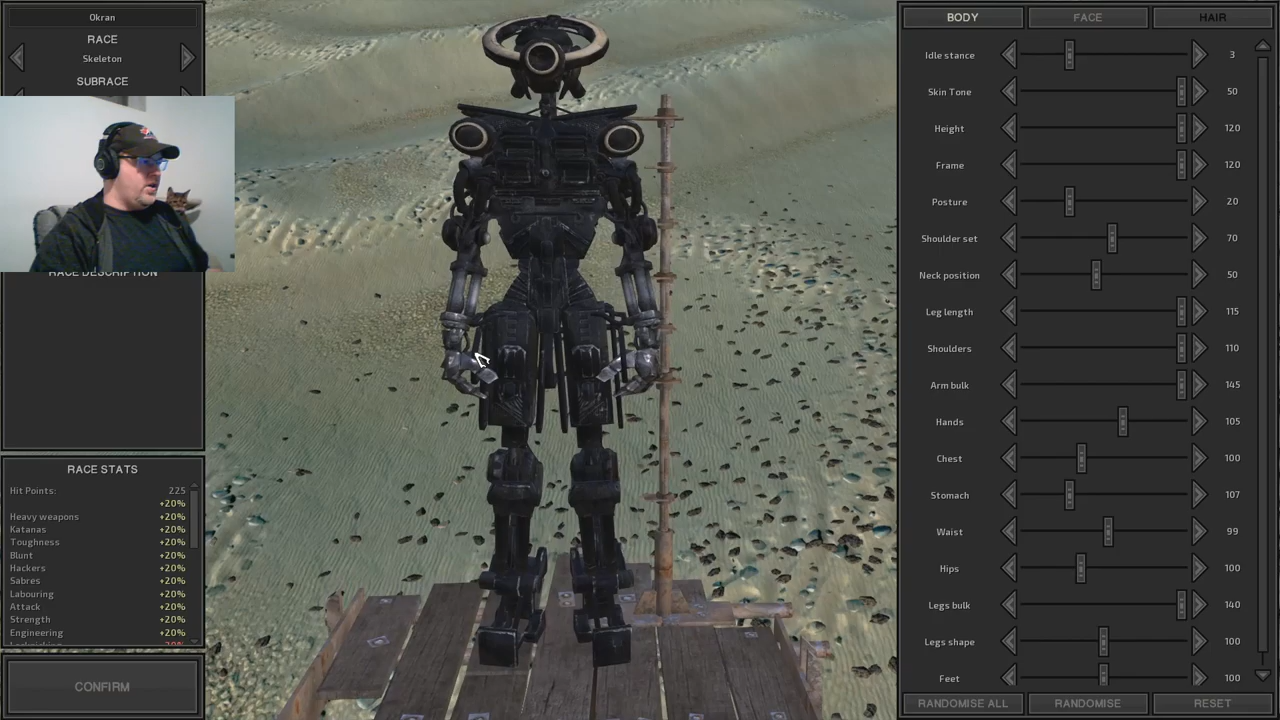 Okran
RACE
Skeleton
SUBRACE
RACE DESCRIPTION
RACE STATS
Hit Points: 225
+20%
Heavy weapons +20%
Katanas +20%
Toughness +20%
Blunt +20%
Hackers +20%
Sabres +20%
Labouring +20%
Attack +20%
Strength +20%
Engineering +20%
CONFIRM
BODY FACE HAIR
Idle stance 3
Skin Tone 50
Height 120
Frame 120
Posture 20
Shoulder set 70
Neck position 50
Leg length 115
Shoulders 110
Arm bulk 145
Hands 105
Chest 100
Stomach 107
Waist 99
Hips 100
Legs bulk 140
Legs shape 100
Feet 100
RANDOMISE ALL RANDOMISE RESET